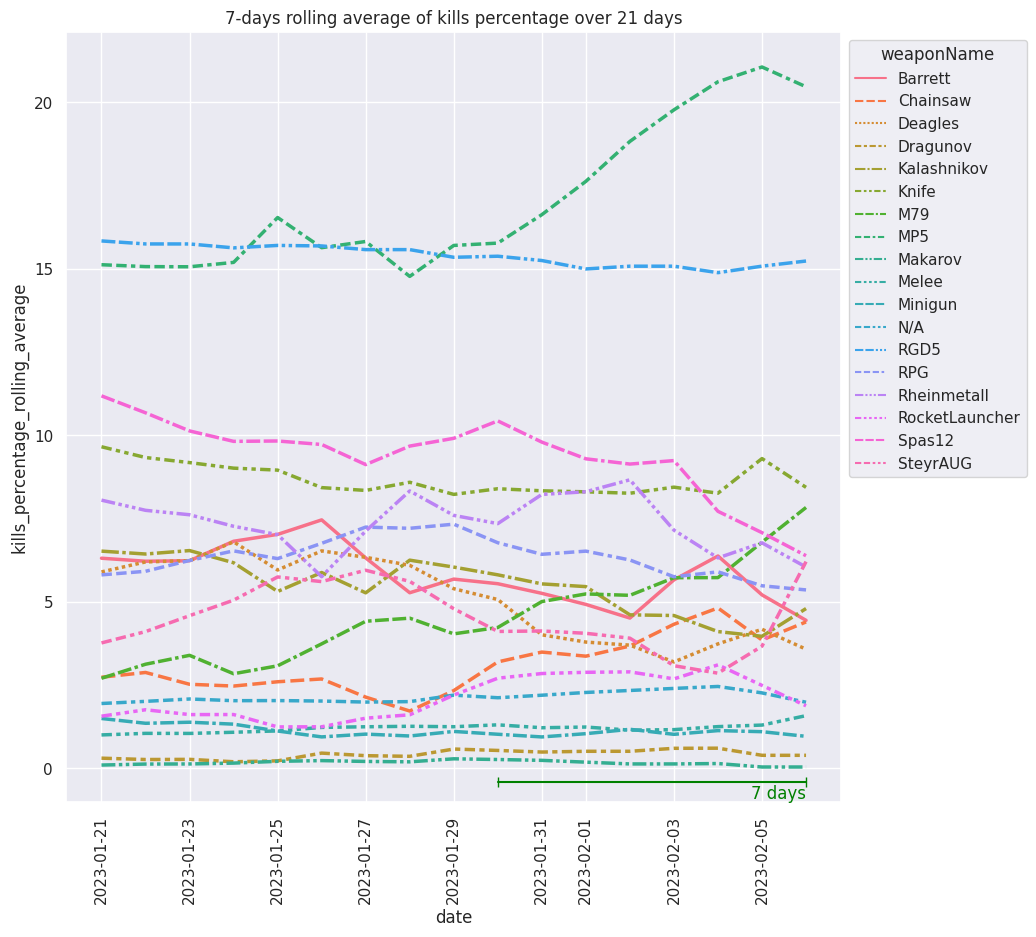 7-days rolling average of kills percentage over 21 days
kills_percentage_rolling_average
20
15
10
5
0
7 days
2023-01-21
2023-01-23
2023-01-25
2023-01-27
2023-01-29
2023-01-31
2023-02-01
2023-02-03
2023-02-05
date
weaponName
Barrett
Chainsaw
Deagles
Dragunov
Kalashnikov
Knife
M79
MP5
Makarov
Melee
Minigun
N/A
RGD5
RPG
Rheinmetall
RocketLauncher
Spas12
SteyrAUG